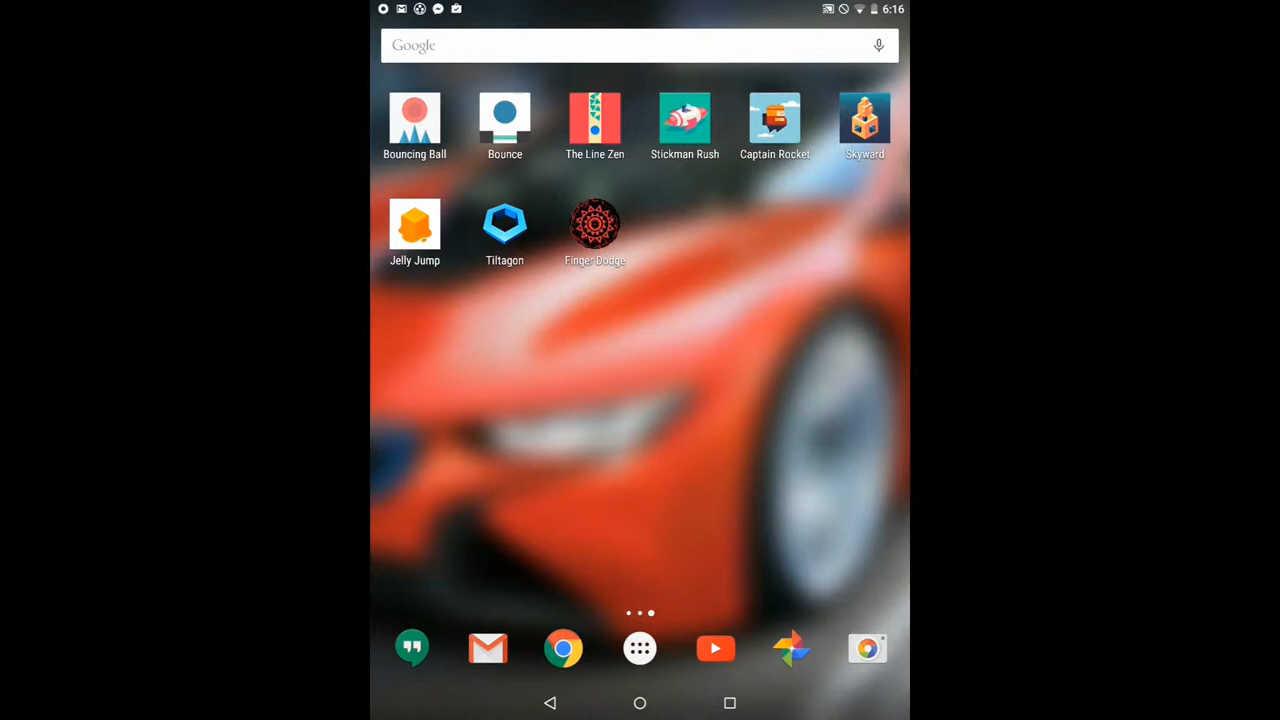 6:16
Google
Bouncing Ball
Bounce
The Line Zen
Stickman Rush
Captain Rocket
Skyward
Jelly Jump
Tiltagon
Finger Dodge